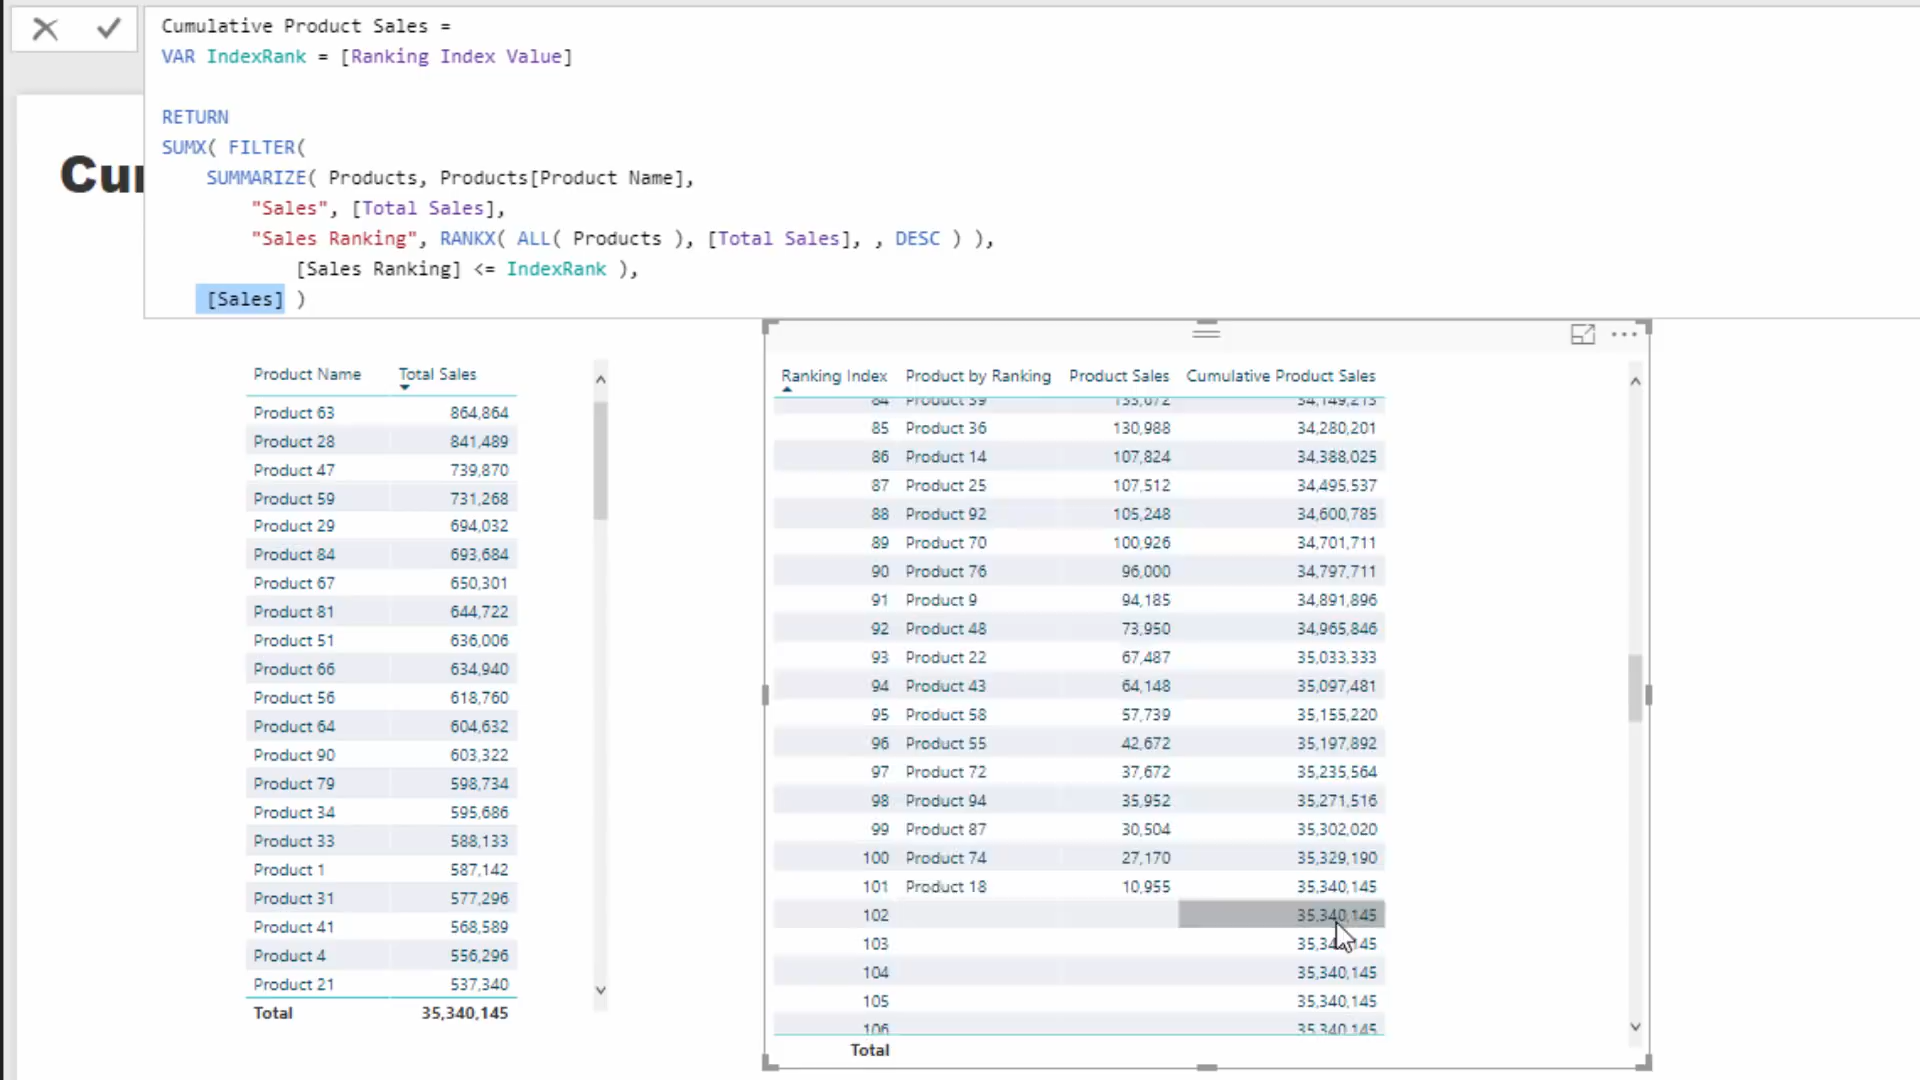 Cumulative Product Sales =
VAR IndexRank = [Ranking Index Value]
RETURN
SUMX( FILTER(
SUMMARIZE( Products, Products[Product Name],
"Sales", [Total Sales],
"Sales Ranking", RANKX( ALL( Products ), [Total Sales], , DESC ) ),
[Sales Ranking] <= IndexRank ),
[Sales] )
Product Name Total Sales
Product 63 864,864
Product 28 841,489
Product 47 739,870
Product 59 731,268
Product 29 694,032
Product 84 693,684
Product 67 650,301
Product 81 644,722
Product 51 636,006
Product 66 634,940
Product 56 618,760
Product 64 604,632
Product 90 603,322
Product 79 598,734
Product 34 595,686
Product 33 588,133
Product 1 587,142
Product 31 577,296
Product 41 568,589
Product 4 556,296
Product 21 537,340
Total 35,340,145
Ranking Index Product by Ranking Product Sales Cumulative Product Sales
84 Product 39 34,149,213
85 Product 36 130,988 34,280,201
86 Product 14 107,824 34,388,025
87 Product 25 107,512 34,495,537
88 Product 92 105,248 34,600,785
89 Product 70 100,926 34,701,711
90 Product 76 96,000 34,797,711
91 Product 9 94,185 34,891,896
92 Product 48 73,950 34,965,846
93 Product 22 67,487 35,033,333
94 Product 43 64,148 35,097,481
95 Product 58 57,739 35,155,220
96 Product 55 42,672 35,197,892
97 Product 72 37,672 35,235,564
98 Product 94 35,952 35,271,516
99 Product 87 30,504 35,302,020
100 Product 74 27,170 35,329,190
101 Product 18 10,955 35,340,145
102 35,340,145
103
104 35,340,145
105 35,340,145
106 35,340,145
Total